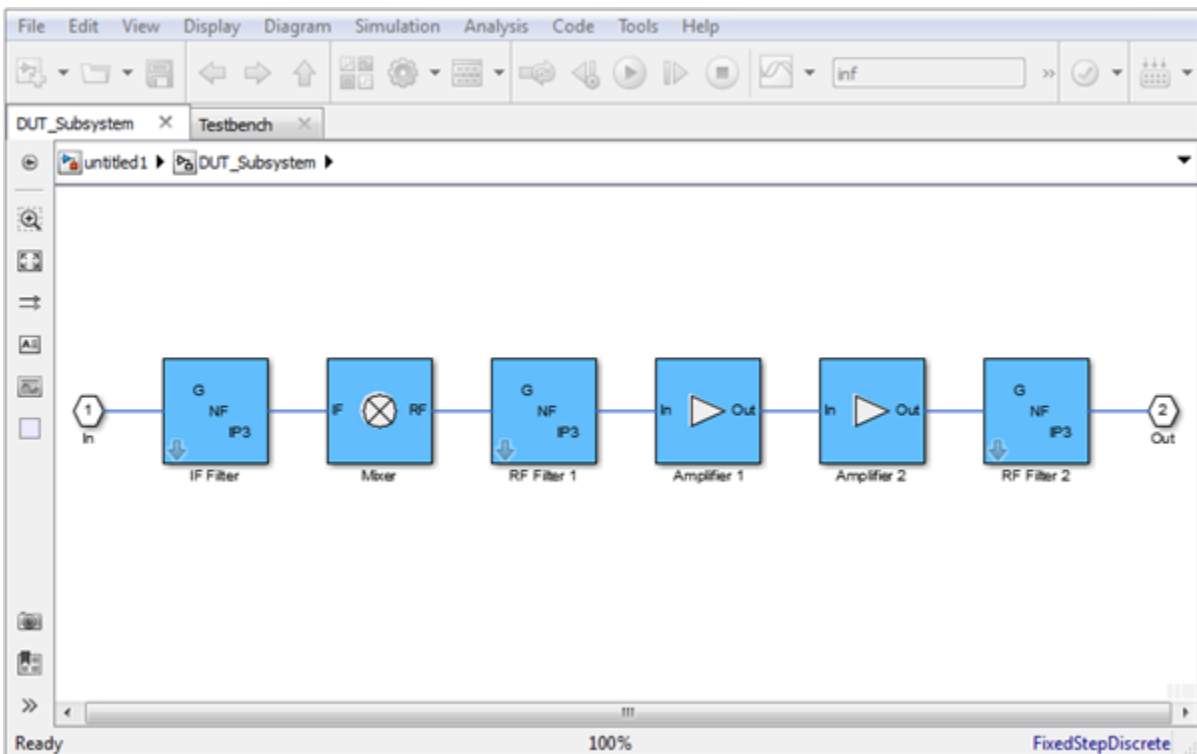 File Edit View Display Diagram Simulation Analysis Code Tools Help
inf
DUT_Subsystem Testbench
untitled1 DUT_Subsystem
1
In
G
NF
IP3
IF Filter
IF RF
Mixer
G
NF
IP3
RF Filter 1
In Out
Amplifier 1
In Out
Amplifier 2
G
NF
IP3
RF Filter 2
2
Out
Ready 100% FixedStepDiscrete